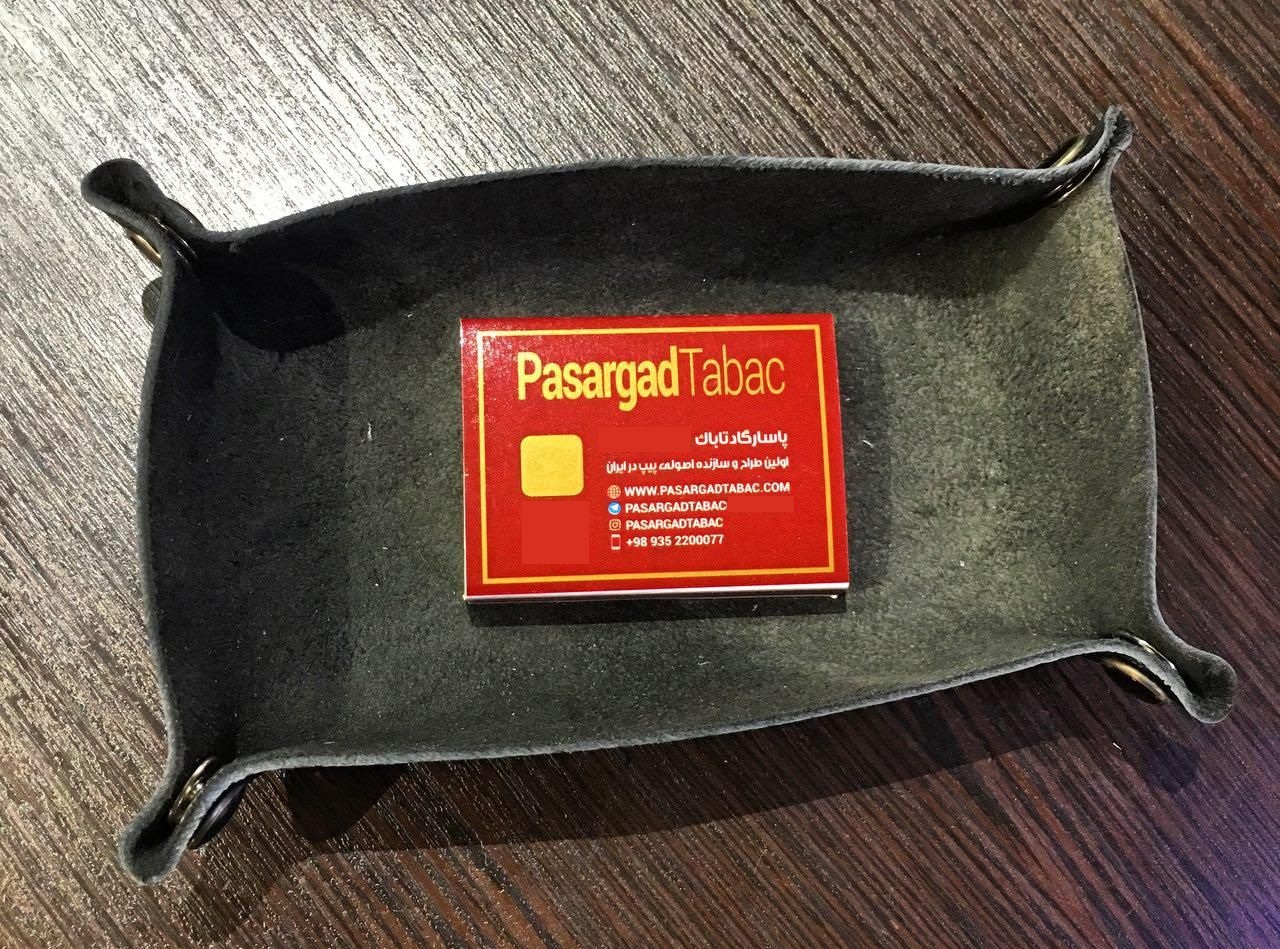 PasargadTabac
پاسارگاد تاباک
اولین طراح و سازنده اصولی پیپ در ایران
WWW.PASARGADTABAC.COM
PASARGADTABAC
PASARGADTABAC
+98 935 2200077